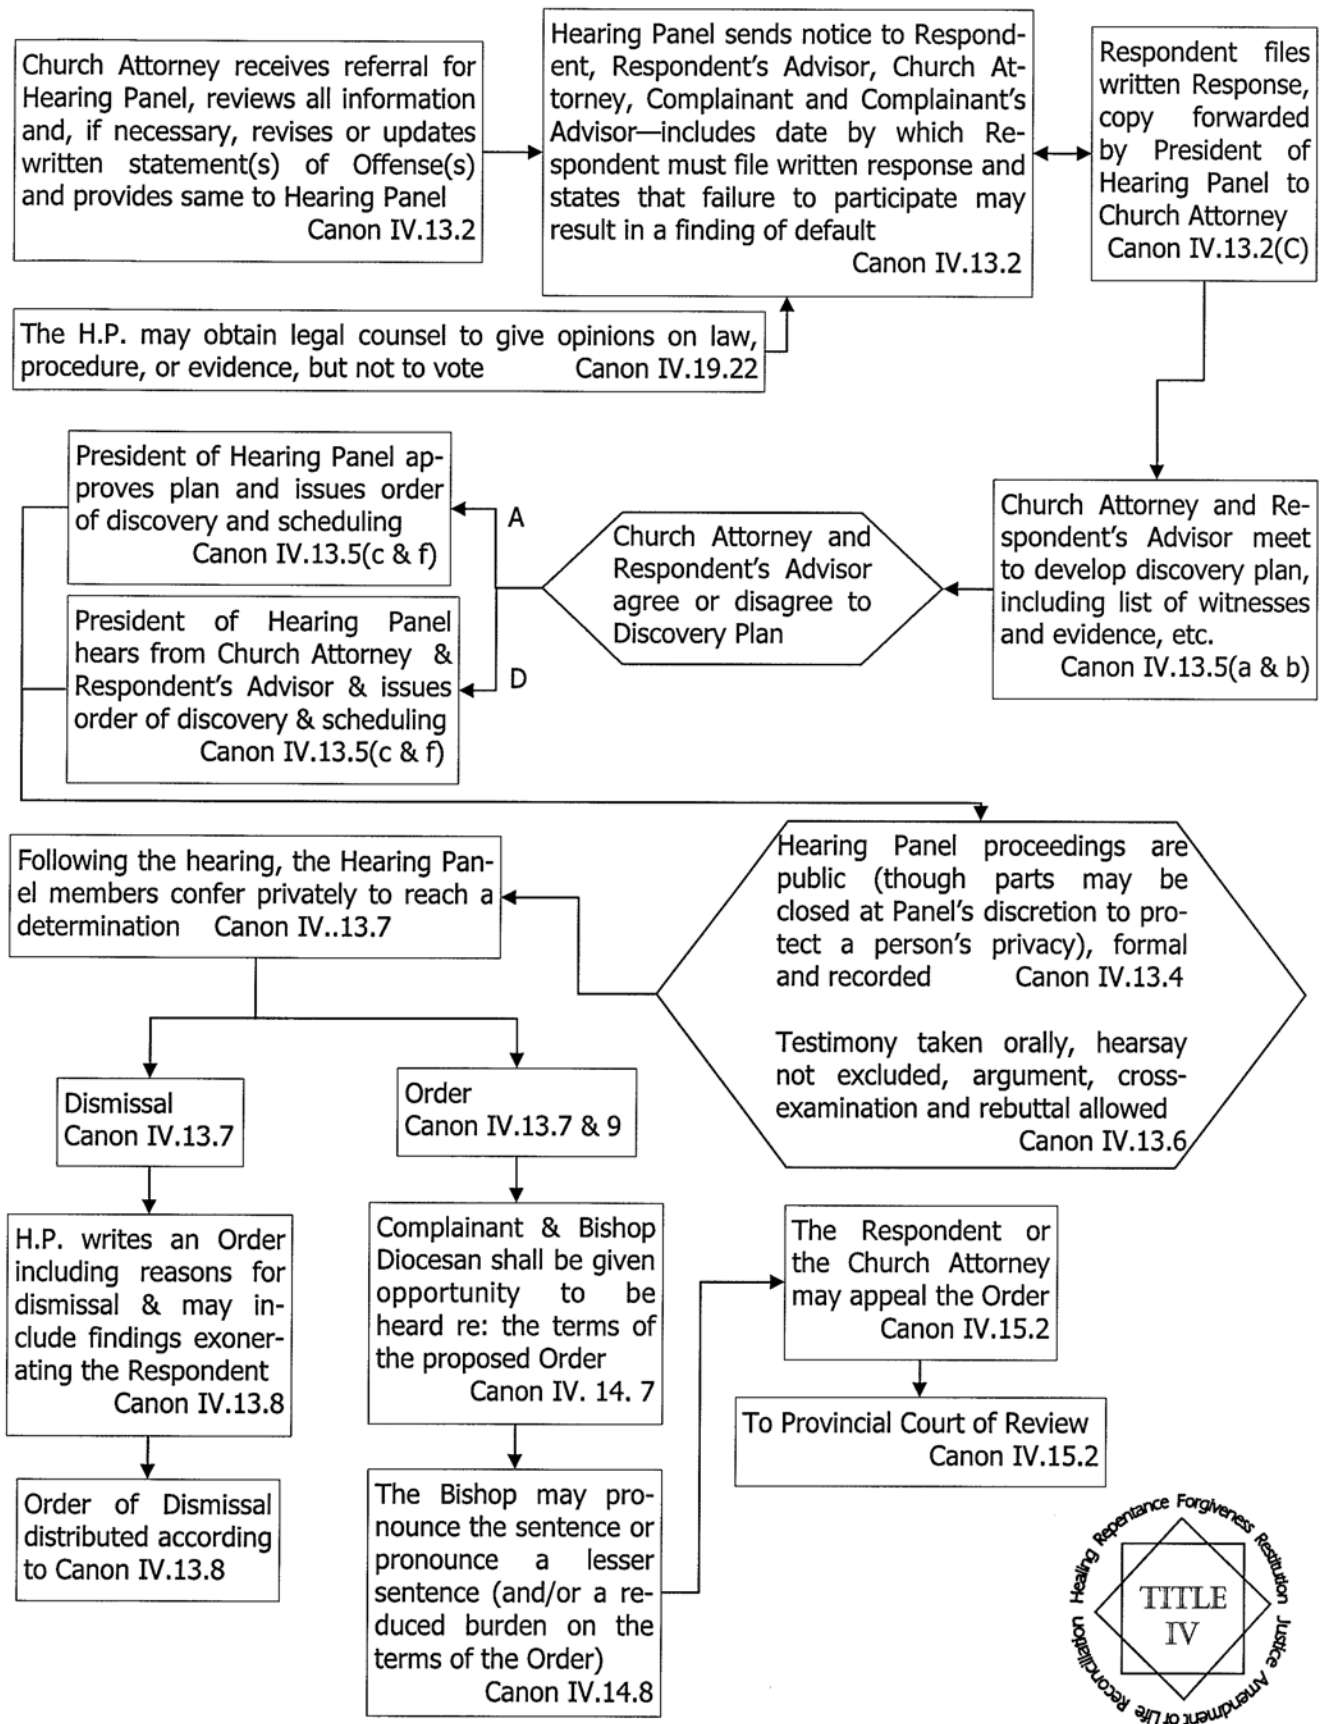 Church Attorney receives referral for
Hearing Panel, reviews all information
and, if necessary, revises or updates
written statement(s) of Offense(s)
and provides same to Hearing Panel
Canon IV.13.2
Hearing Panel sends notice to Respond-
ent, Respondent's Advisor, Church At-
torney, Complainant and Complainant's
Advisor—includes date by which Re-
spondent must file written response and
states that failure to participate may
result in a finding of default
Canon IV.13.2
Respondent files
written Response,
copy forwarded
by President of
Hearing Panel to
Church Attorney
Canon IV.13.2(C)
The H.P. may obtain legal counsel to give opinions on law,
procedure, or evidence, but not to vote Canon IV.19.22
Church Attorney and Re-
spondent's Advisor meet
to develop discovery plan,
including list of witnesses
and evidence, etc.
Canon IV.13.5(a & b)
Church Attorney and
Respondent's Advisor
agree or disagree to
Discovery Plan
A
President of Hearing Panel ap-
proves plan and issues order
of discovery and scheduling
Canon IV.13.5(c & f)
D
President of Hearing Panel
hears from Church Attorney &
Respondent's Advisor & issues
order of discovery & scheduling
Canon IV.13.5(c & f)
Hearing Panel proceedings are
public (though parts may be
closed at Panel's discretion to pro-
tect a person's privacy), formal
and recorded Canon IV.13.4
Testimony taken orally, hearsay
not excluded, argument, cross-
examination and rebuttal allowed
Canon IV.13.6
Following the hearing, the Hearing Pan-
el members confer privately to reach a
determination Canon IV..13.7
Dismissal
Canon IV.13.7
H.P. writes an Order
including reasons for
dismissal & may in-
clude findings exoner-
ating the Respondent
Canon IV.13.8
Order of Dismissal
distributed according
to Canon IV.13.8
Order
Canon IV.13.7 & 9
Complainant & Bishop
Diocesan shall be given
opportunity to be
heard re: the terms of
the proposed Order
Canon IV. 14. 7
The Bishop may pro-
nounce the sentence or
pronounce a lesser
sentence (and/or a re-
duced burden on the
terms of the Order)
Canon IV.14.8
The Respondent or
the Church Attorney
may appeal the Order
Canon IV.15.2
To Provincial Court of Review
Canon IV.15.2
Healing Repentance Forgiveness Restitution Justice Amendment of Life Reconciliation
TITLE
IV